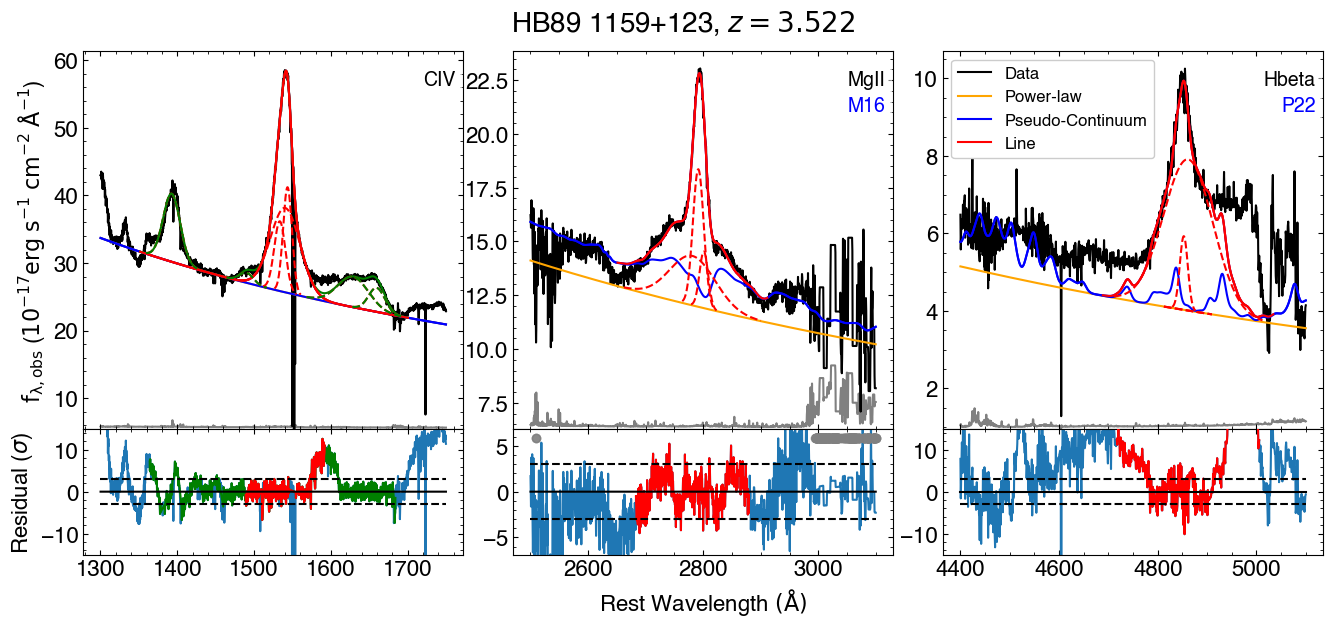 HB89 1159+123, z = 3.522
f_{λ,obs} (10^{-17}erg s^{-1} cm^{-2} Å^{-1})
60
50
40
30
20
10
CIV
22.5
20.0
17.5
15.0
12.5
10.0
7.5
MgII
M16
10
8
6
4
2
Data
Power-law
Pseudo-Continuum
Line
Hbeta
P22
Residual (σ)
10
0
−10
5
0
−5
10
0
−10
1300 1400 1500 1600 1700
2600 2800 3000
4400 4600 4800 5000
Rest Wavelength (Å)